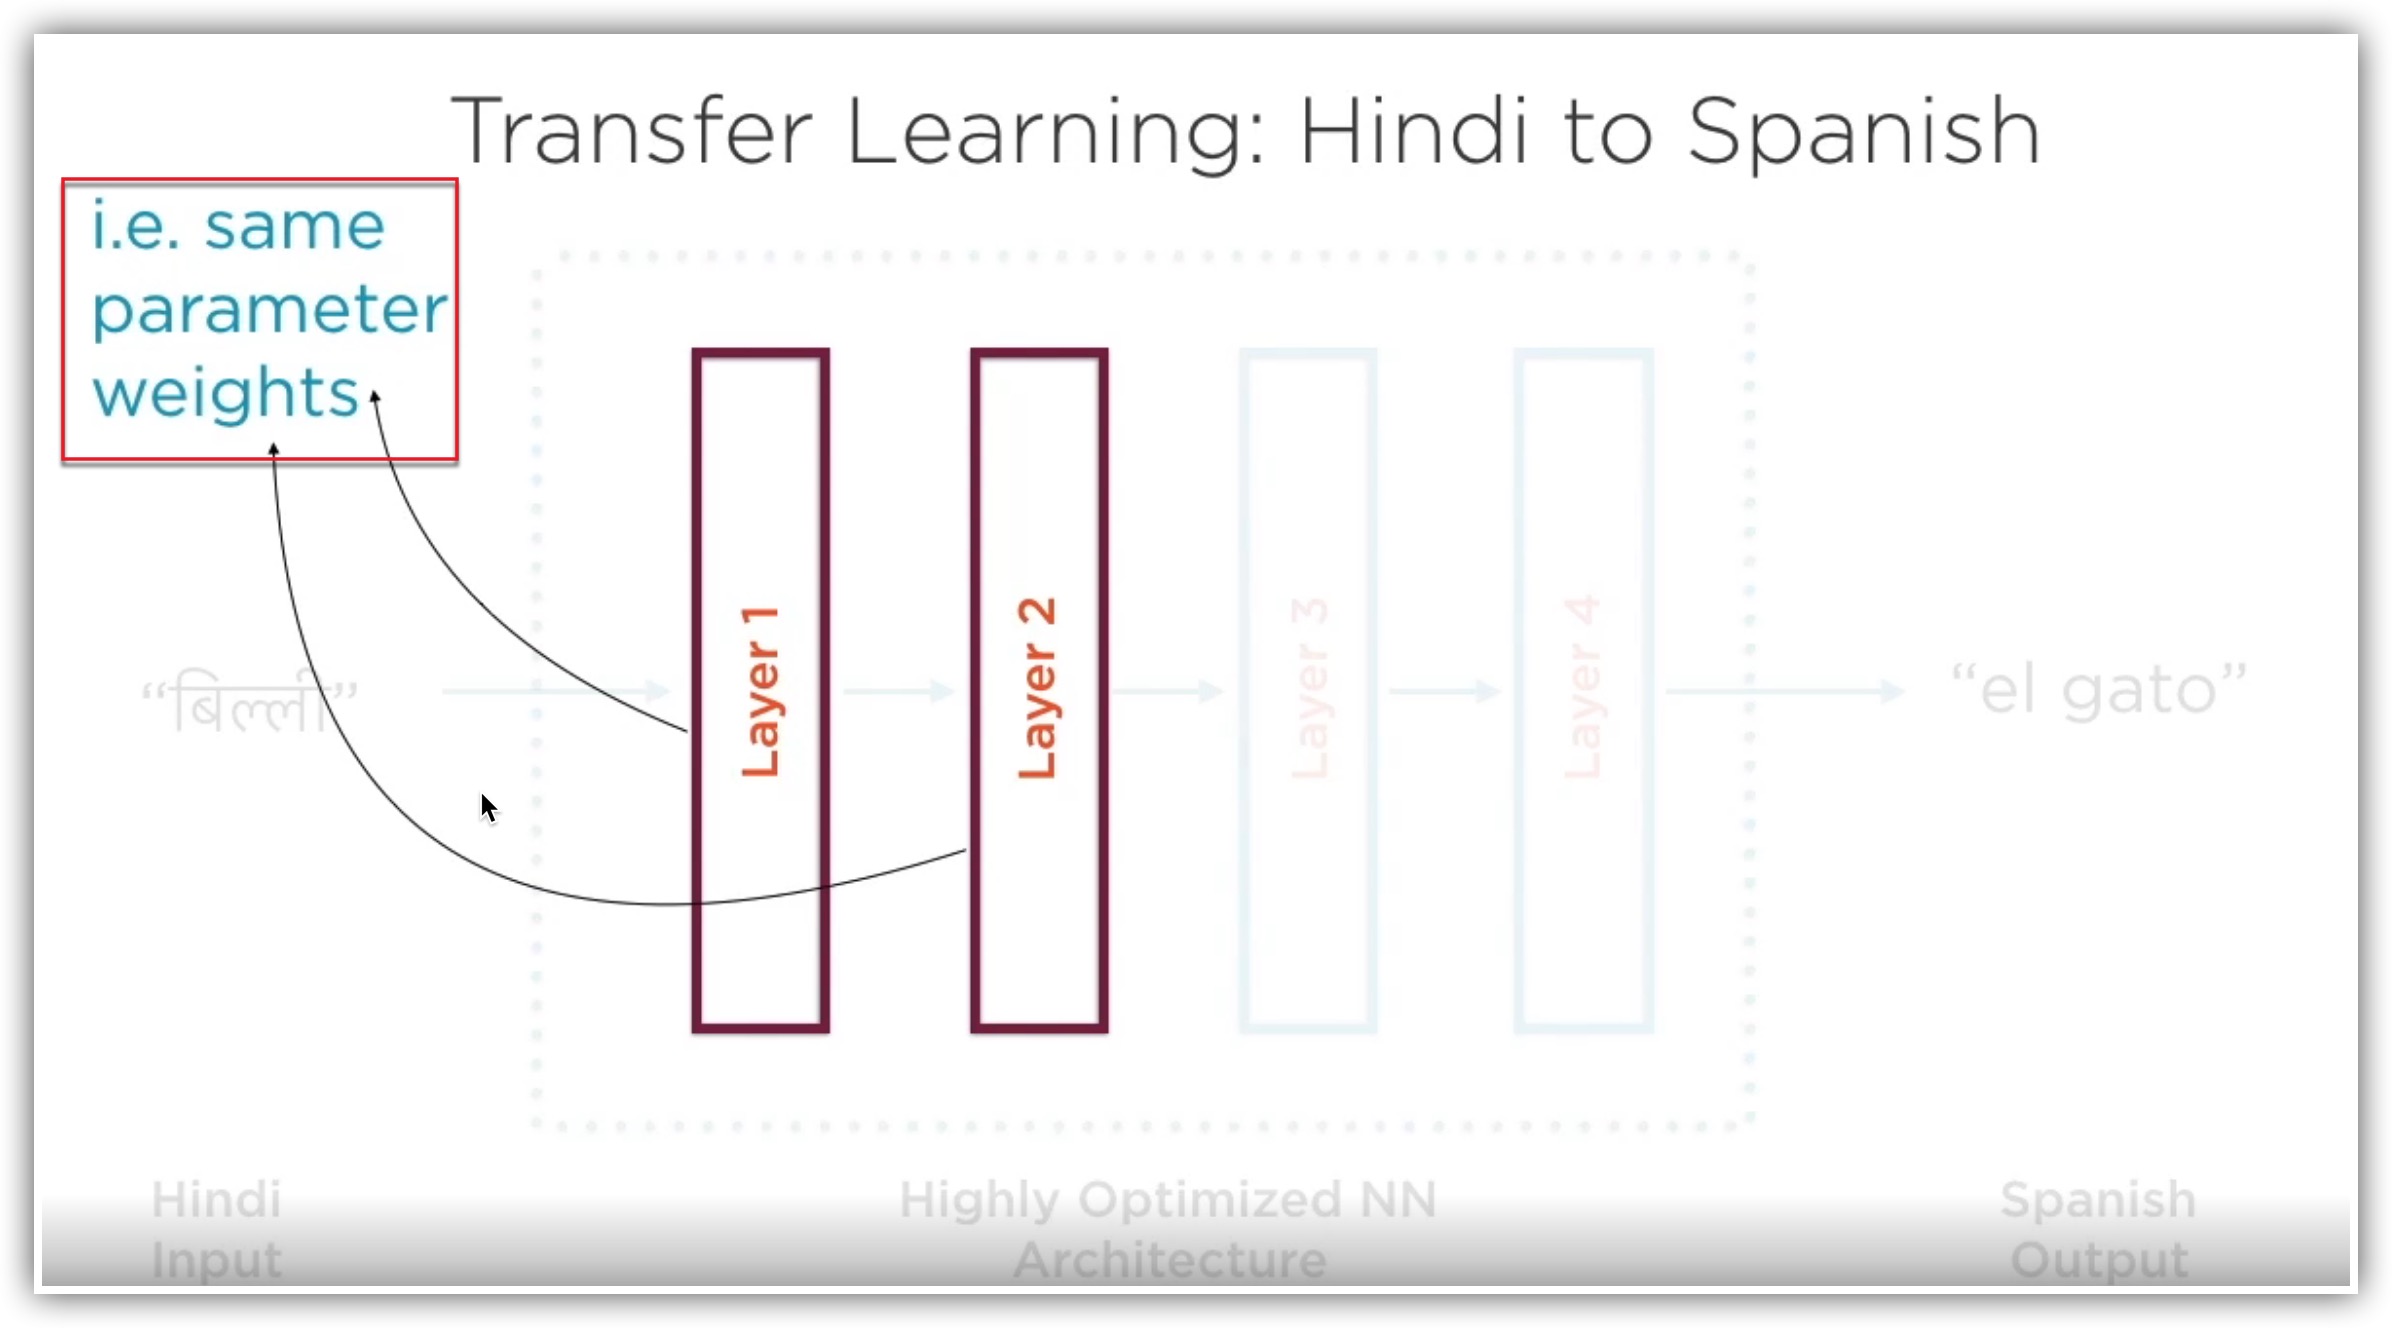 Transfer Learning: Hindi to Spanish
i.e. same
parameter
weights
“बिल्ली”
Layer 1
Layer 2
Layer 3
Layer 4
“el gato”
Hindi
Input
Highly Optimized NN
Architecture
Spanish
Output